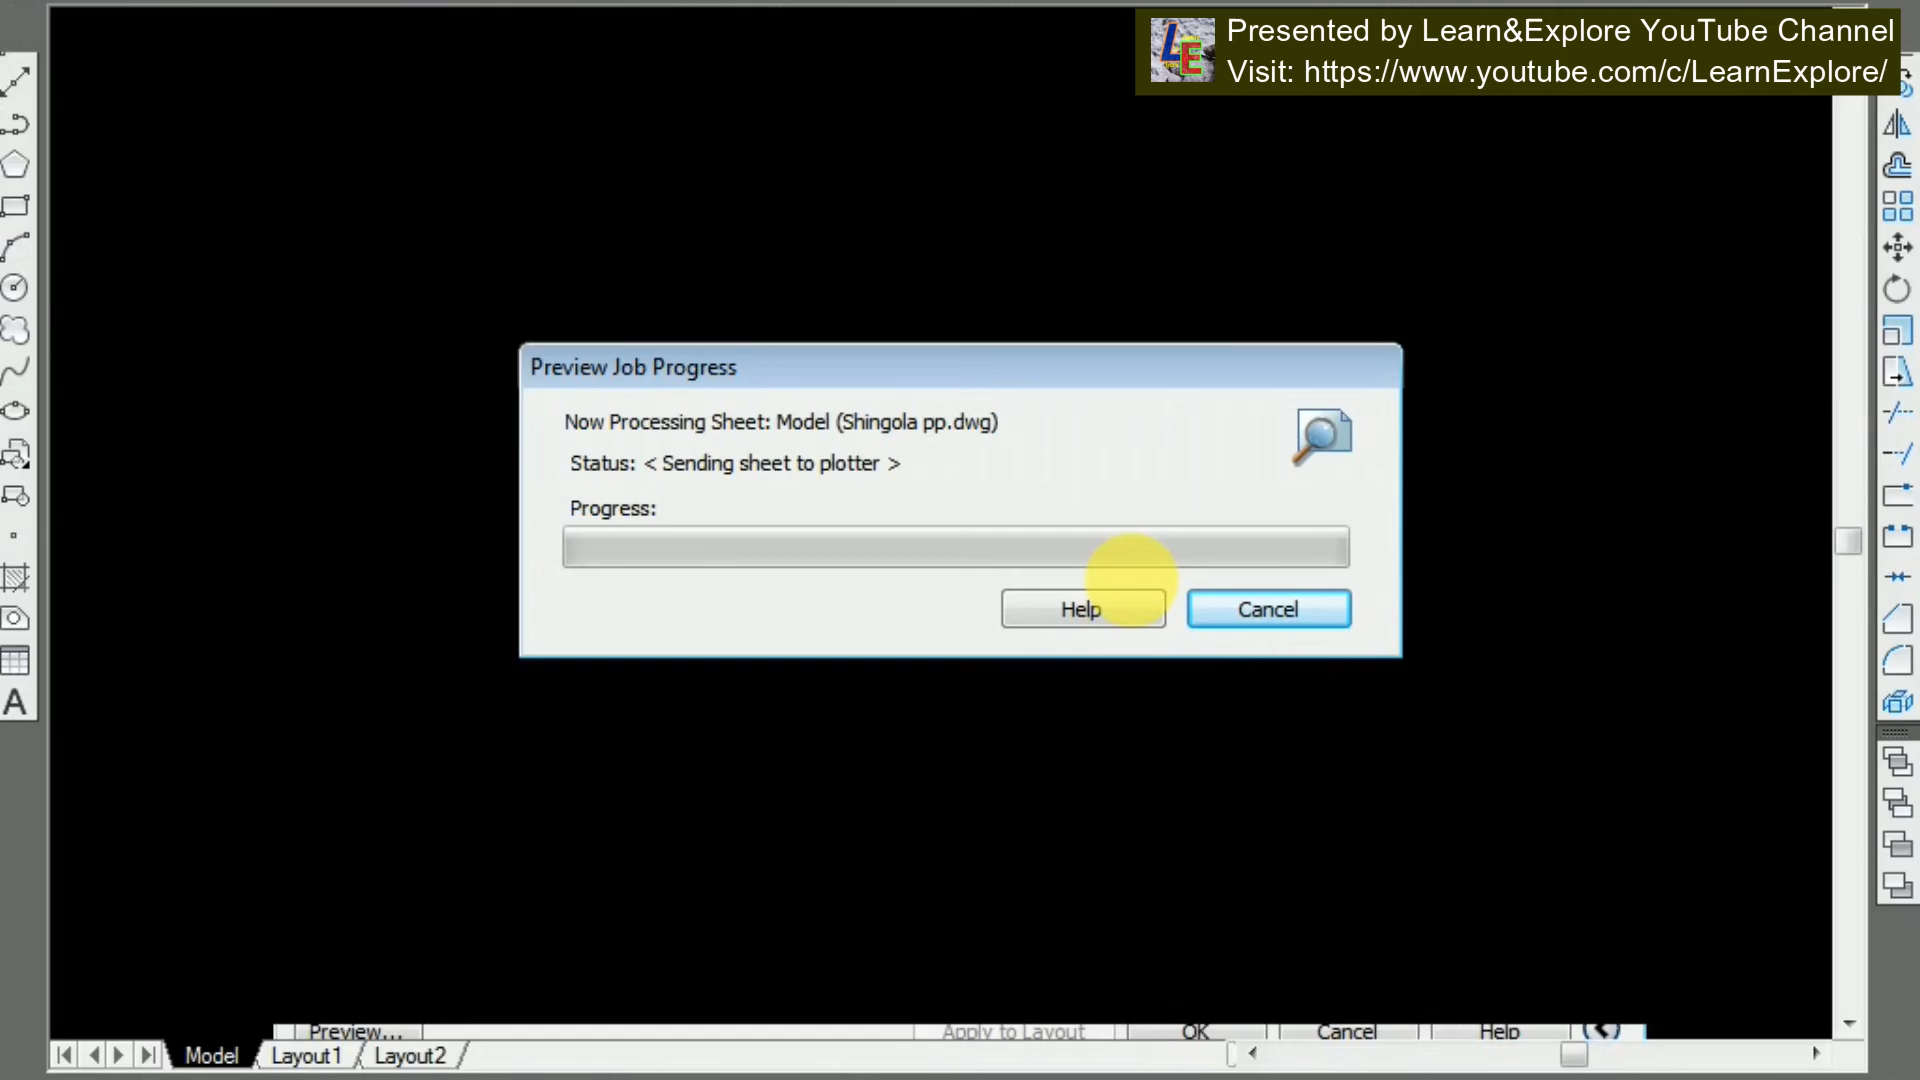 Presented by Learn&Explore YouTube Channel
Visit: https://www.youtube.com/c/LearnExplore/
LE
Preview Job Progress
Now Processing Sheet: Model (Shingola pp.dwg)
Status: < Sending sheet to plotter >
Progress:
Help Cancel
A
Preview... Apply to Layout OK Cancel Help
Model Layout1 Layout2